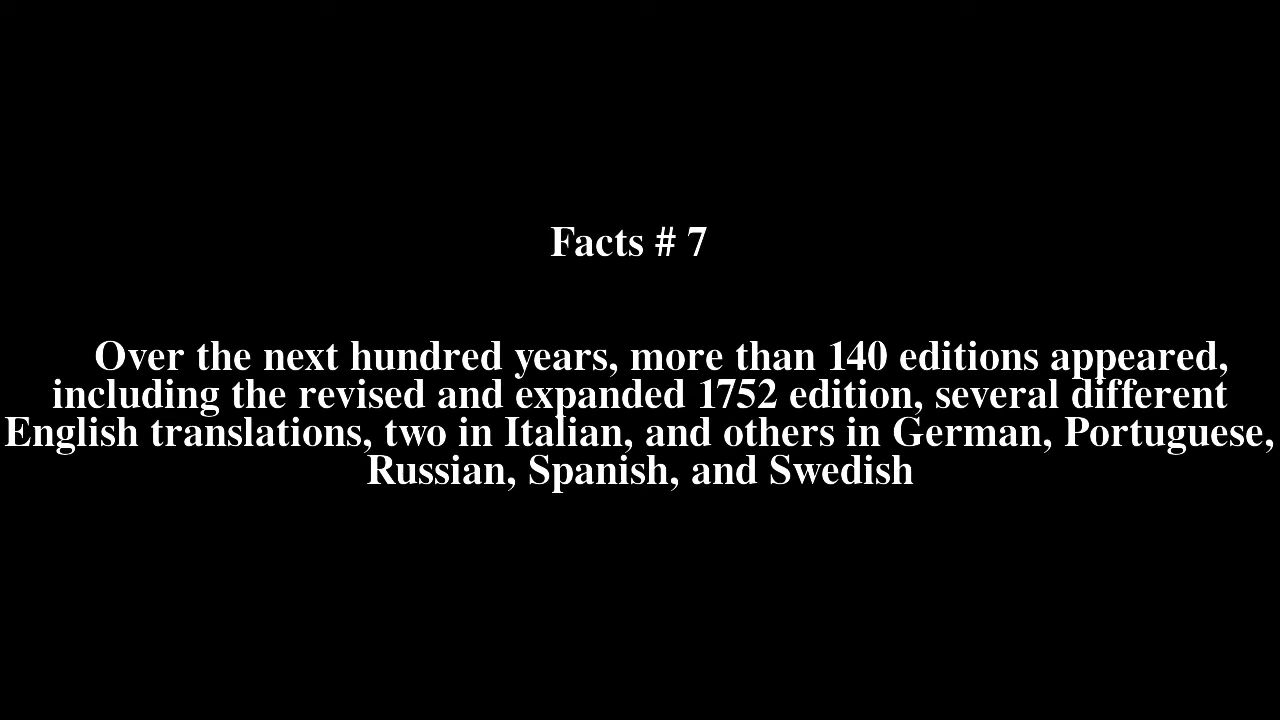 Facts # 7
Over the next hundred years, more than 140 editions appeared,
including the revised and expanded 1752 edition, several different
English translations, two in Italian, and others in German, Portuguese,
Russian, Spanish, and Swedish